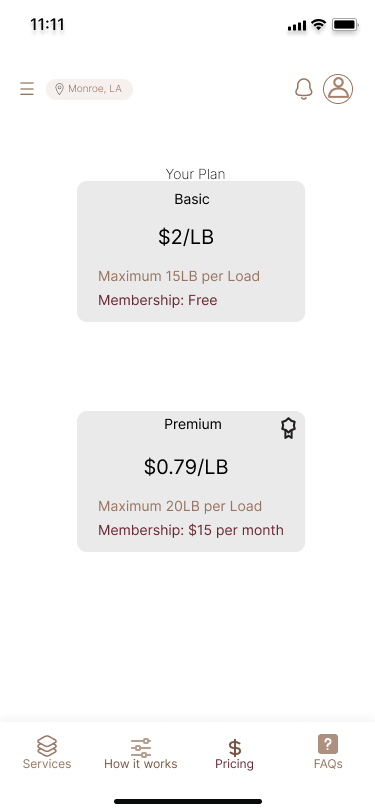 11:11
Monroe, LA
Your Plan
Basic
$2/LB
Maximum 15LB per Load
Membership: Free
Premium
$0.79/LB
Maximum 20LB per Load
Membership: $15 per month
Services
How it works
$
Pricing
?
FAQs